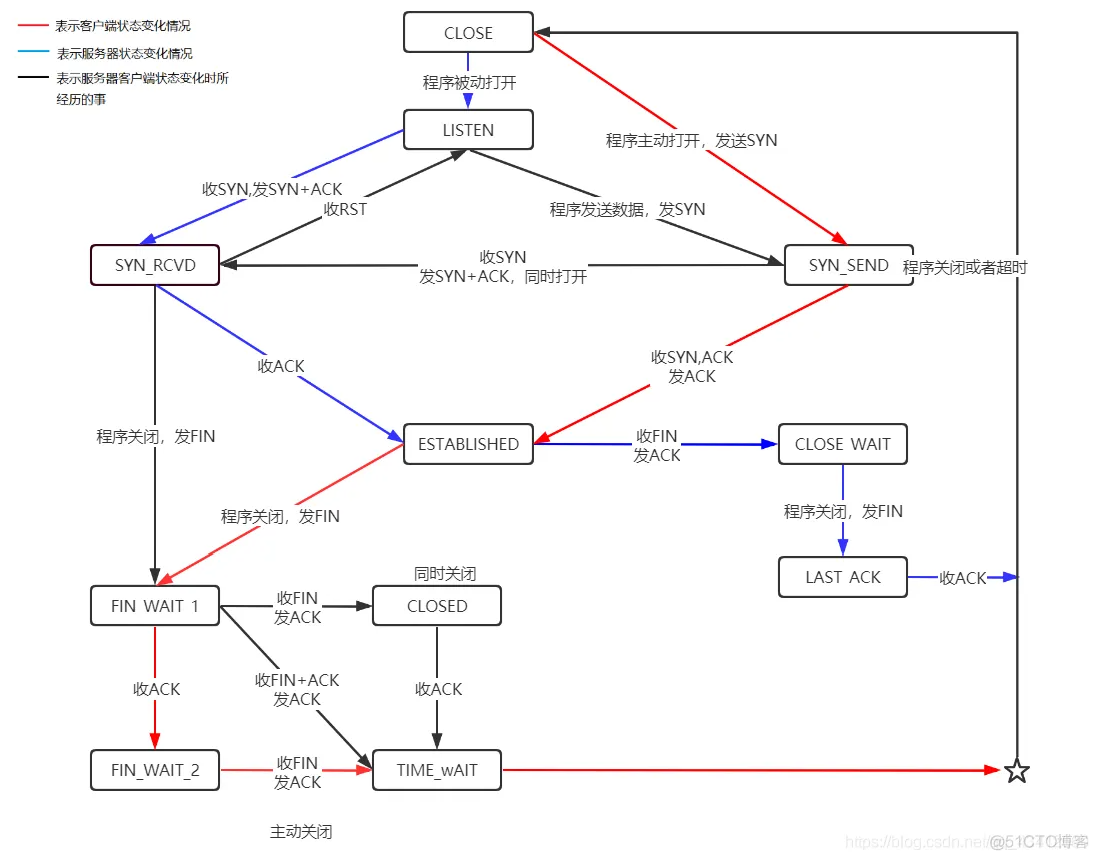 表示客户端状态变化情况
表示服务器状态变化情况
表示服务器客户端状态变化时所
经历的事
CLOSE
程序被动打开
LISTEN
程序主动打开，发送SYN
收SYN,发SYN+ACK
收RST
程序发送数据，发SYN
SYN_RCVD
收SYN
发SYN+ACK，同时打开
SYN_SEND
程序关闭或者超时
收ACK
收SYN,ACK
发ACK
程序关闭，发FIN
ESTABLISHED
收FIN
发ACK
CLOSE WAIT
程序关闭，发FIN
程序关闭，发FIN
LAST ACK
收ACK
同时关闭
FIN WAIT 1
收FIN
发ACK
CLOSED
收ACK
收FIN+ACK
发ACK
收ACK
FIN_WAIT_2
收FIN
发ACK
TIME_wAIT
主动关闭
https://blog.csdn.net/
@51CTO博客